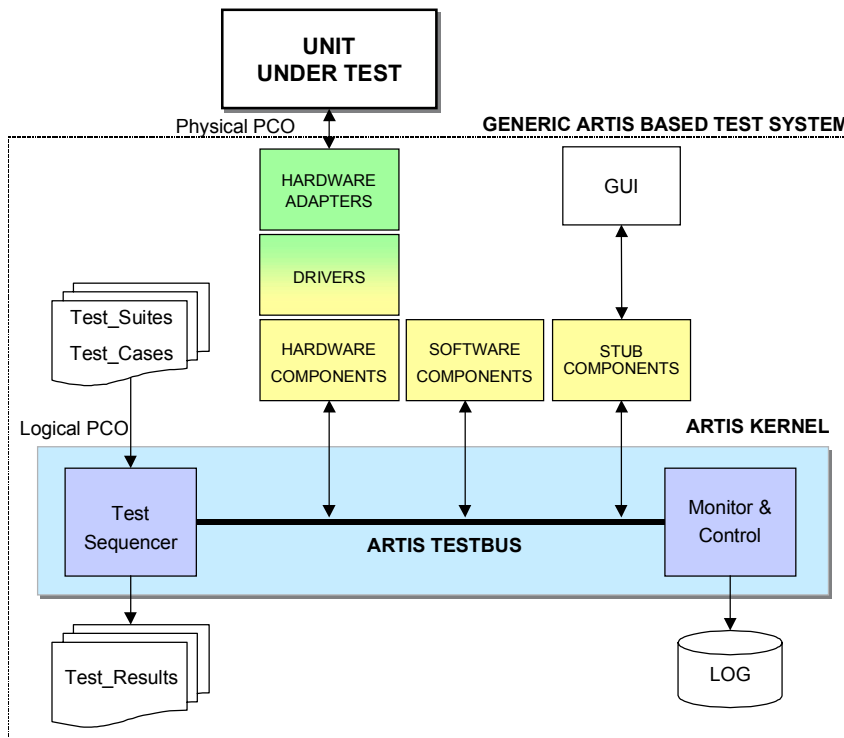 UNIT
UNDER TEST
Physical PCO
GENERIC ARTIS BASED TEST SYSTEM
HARDWARE
ADAPTERS
GUI
DRIVERS
Test_Suites
Test_Cases
HARDWARE
COMPONENTS
SOFTWARE
COMPONENTS
STUB
COMPONENTS
Logical PCO
ARTIS KERNEL
Test
Sequencer
ARTIS TESTBUS
Monitor &
Control
Test_Results
LOG